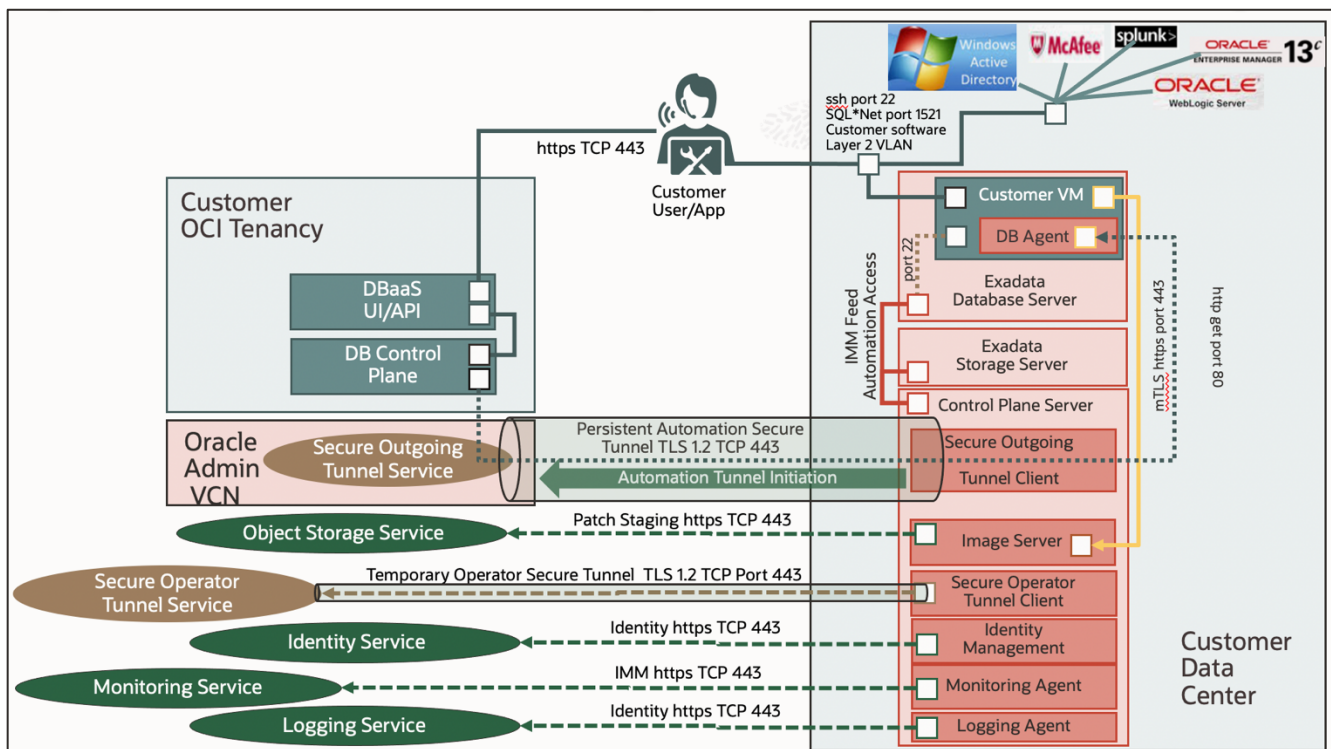 Windows
Active
Directory
McAfee
splunk>
ORACLE
ENTERPRISE MANAGER 13c
ORACLE
WebLogic Server
ssh port 22
SQL*Net port 1521
Customer software
Layer 2 VLAN
https TCP 443
Customer
User/App
Customer
OCI Tenancy
DBaaS
UI/API
DB Control
Plane
Customer VM
DB Agent
port 22
Exadata
Database Server
IMM Feed
Automation Access
mTLS https port 443
http get port 80
Exadata
Storage Server
Control Plane Server
Oracle
Admin
VCN
Secure Outgoing
Tunnel Service
Persistent Automation Secure
Tunnel TLS 1.2 TCP 443
Automation Tunnel Initiation
Secure Outgoing
Tunnel Client
Object Storage Service
Patch Staging https TCP 443
Image Server
Secure Operator
Tunnel Service
Temporary Operator Secure Tunnel TLS 1.2 TCP Port 443
Secure Operator
Tunnel Client
Identity Service
Identity https TCP 443
Identity
Management
Monitoring Service
IMM https TCP 443
Monitoring Agent
Logging Service
Identity https TCP 443
Logging Agent
Customer
Data
Center